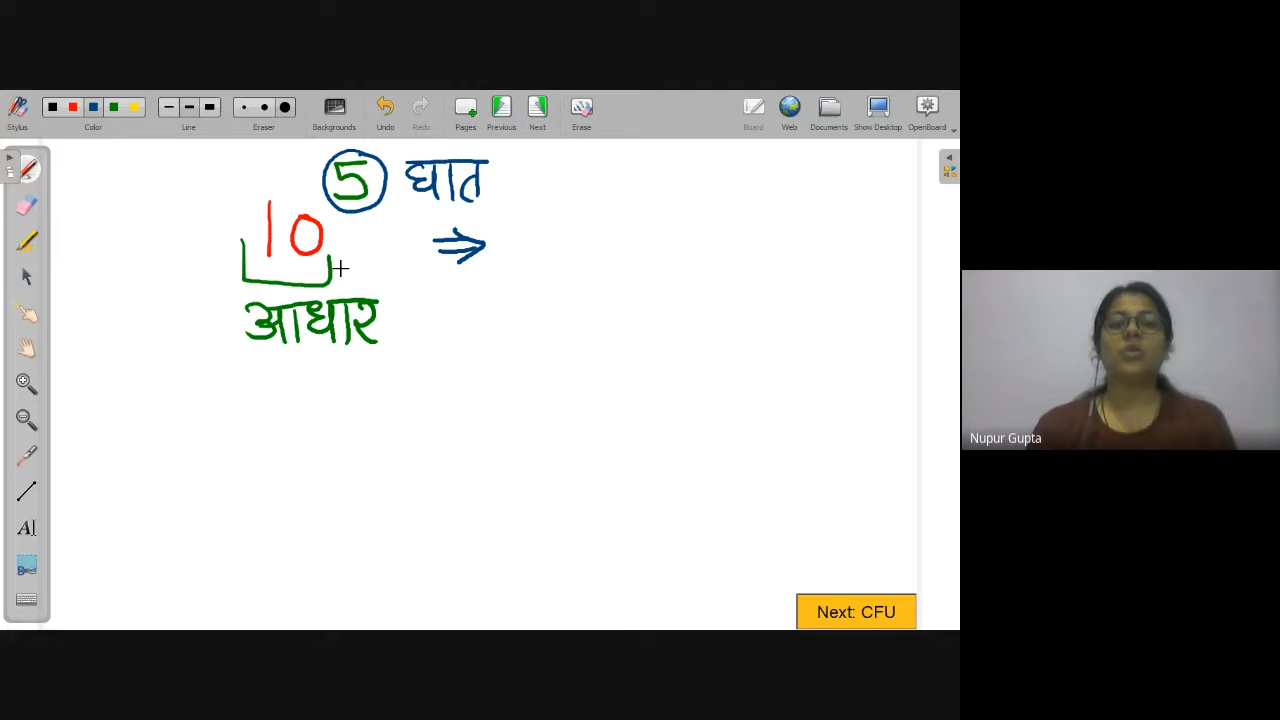 Stylus Color Line Eraser Backgrounds Undo Redo Pages Previous Next Erase Board Web Documents Show Desktop OpenBoard
5 घात
10 ⇒
आधार
Nupur Gupta
Next: CFU